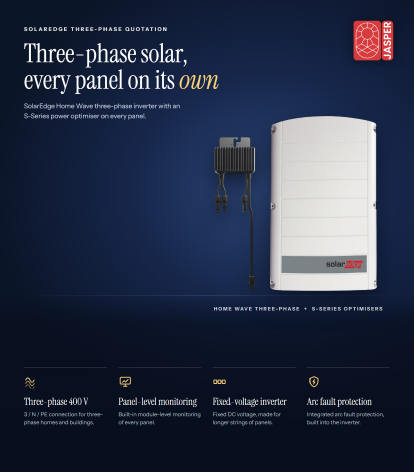 SOLAREDGE THREE-PHASE QUOTATION
JASPER
Three-phase solar,
every panel on its own
SolarEdge Home Wave three-phase inverter with an
S-Series power optimiser on every panel.
solaredge
HOME WAVE THREE-PHASE + S-SERIES OPTIMISERS
Three-phase 400 V
3 / N / PE connection for three-
phase homes and buildings.
Panel-level monitoring
Built-in module-level monitoring
of every panel.
Fixed-voltage inverter
Fixed DC voltage, made for
longer strings of panels.
Arc fault protection
Integrated arc fault protection,
built into the inverter.